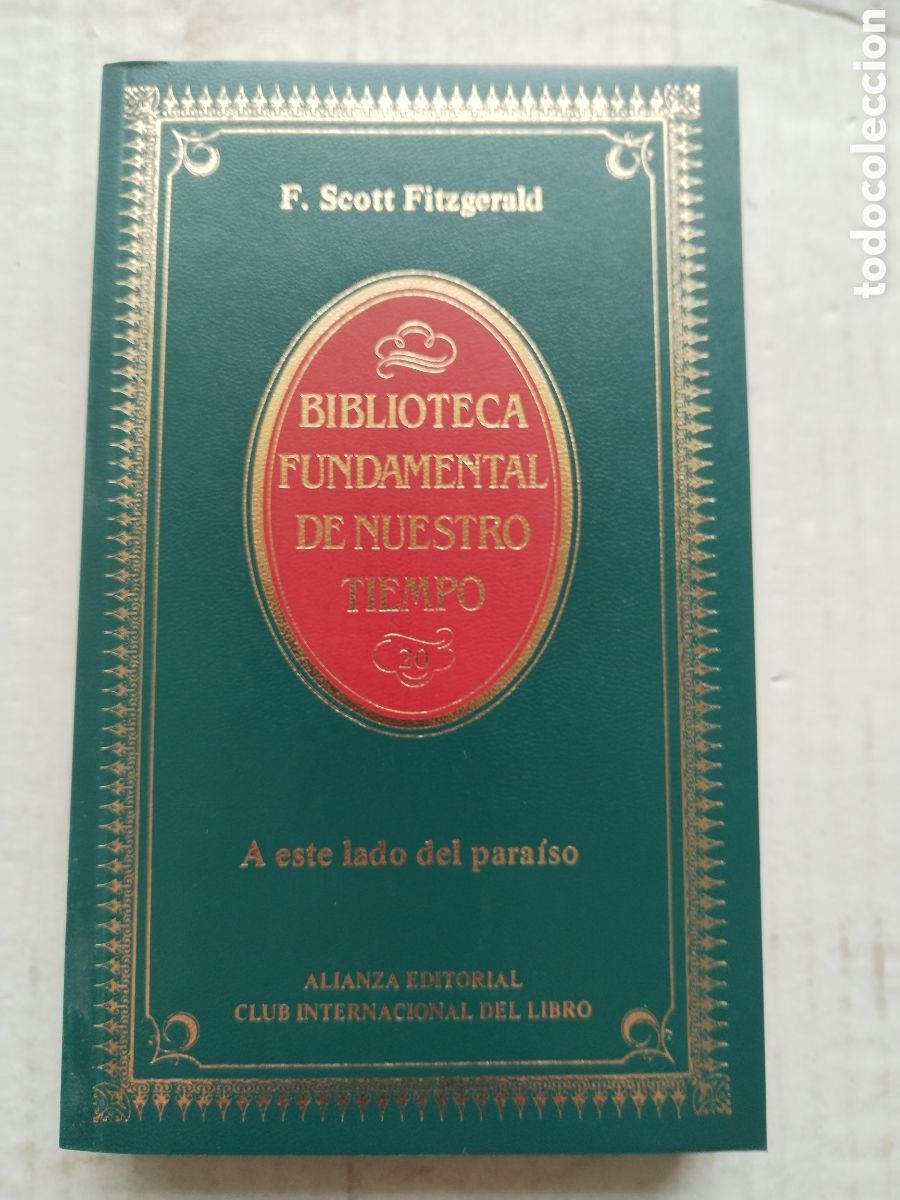 F. Scott Fitzgerald
BIBLIOTECA
FUNDAMENTAL
DE NUESTRO
TIEMPO
20
A este lado del paraíso
ALIANZA EDITORIAL
CLUB INTERNACIONAL DEL LIBRO
todocoleccion